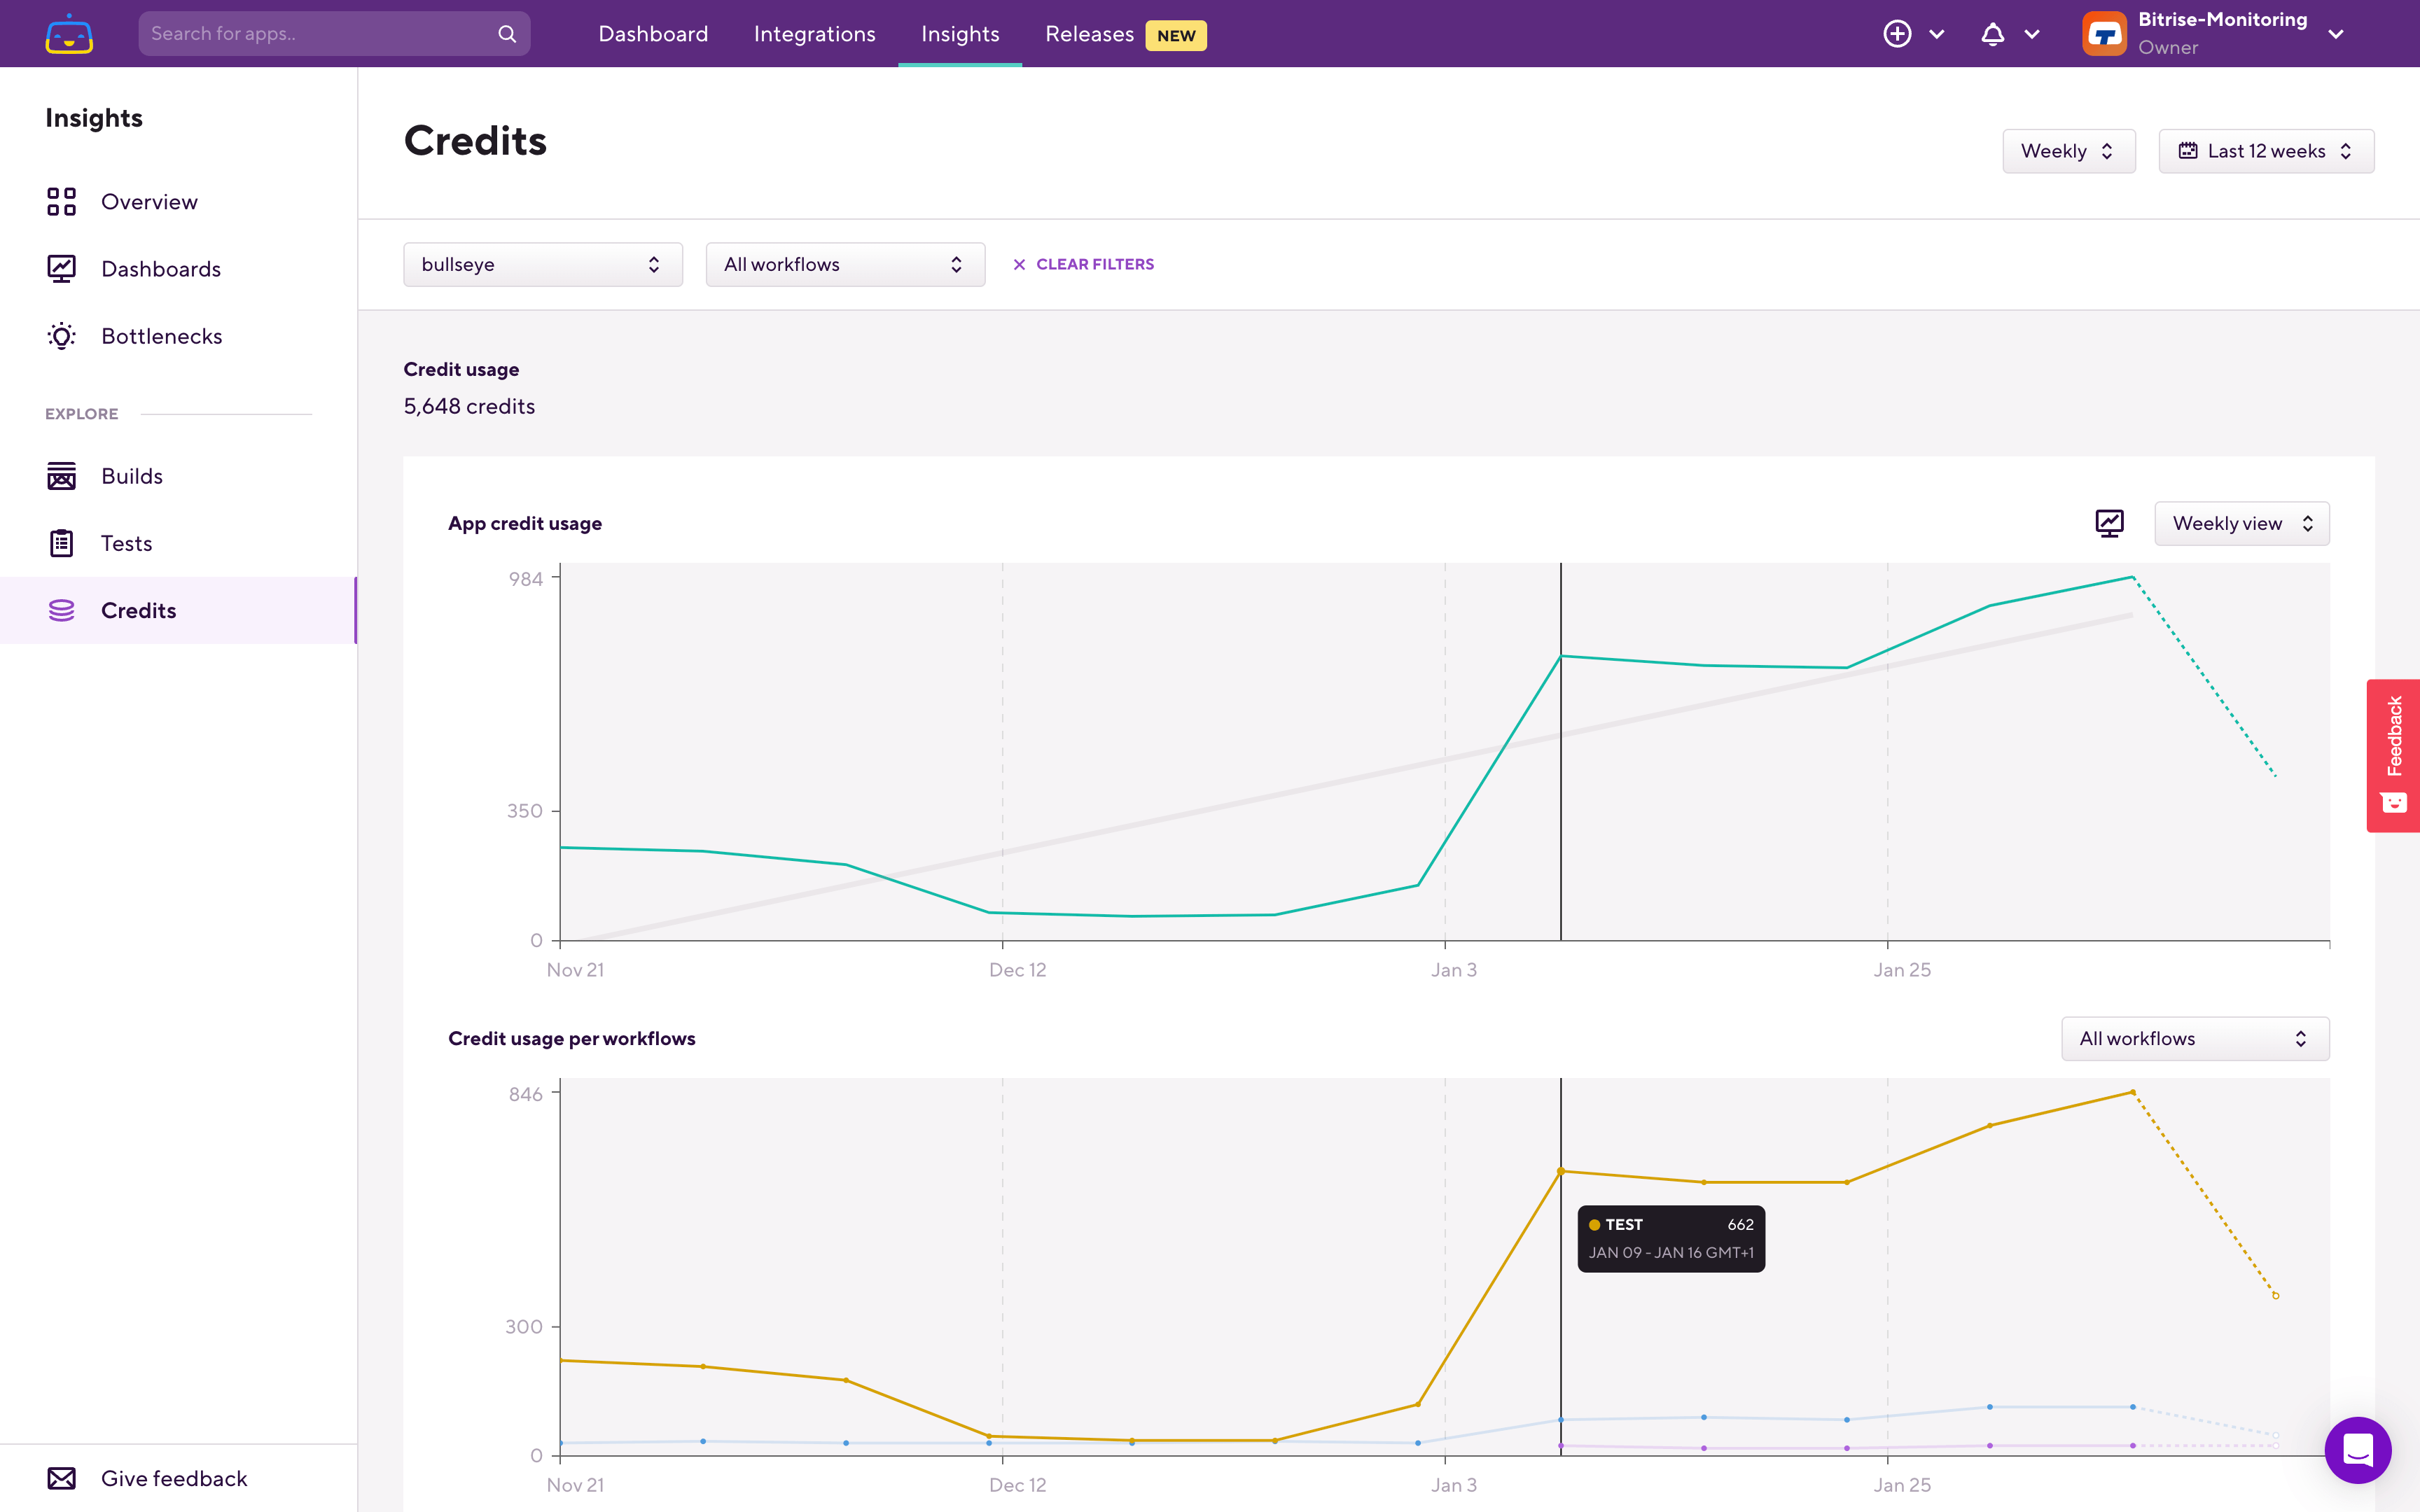 Search for apps..
Dashboard
Integrations
Insights
Releases NEW
Bitrise-Monitoring
Owner
Insights
Overview
Dashboards
Bottlenecks
EXPLORE
Builds
Tests
Credits
Give feedback
Credits
Weekly
Last 12 weeks
bullseye
All workflows
CLEAR FILTERS
Credit usage
5,648 credits
App credit usage
Weekly view
984
350
0
Nov 21
Dec 12
Jan 3
Jan 25
Credit usage per workflows
All workflows
846
300
0
TEST 662
JAN 09 - JAN 16 GMT+1
Nov 21
Dec 12
Jan 3
Jan 25
Feedback